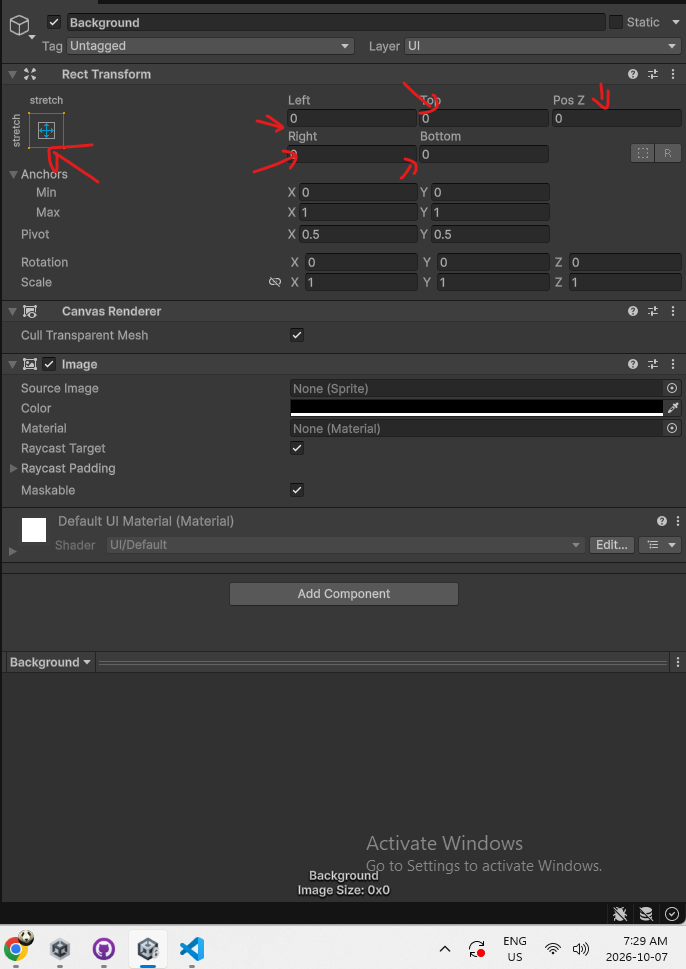 Background
Static
Tag Untagged Layer UI
Rect Transform
stretch Left Top Pos Z
stretch
0 0 0
Right Bottom
0 0 R
Anchors
Min X 0 Y 0
Max X 1 Y 1
Pivot X 0.5 Y 0.5
Rotation X 0 Y 0 Z 0
Scale X 1 Y 1 Z 1
Canvas Renderer
Cull Transparent Mesh
Image
Source Image None (Sprite)
Color
Material None (Material)
Raycast Target
Raycast Padding
Maskable
Default UI Material (Material)
Shader UI/Default Edit...
Add Component
Background
Activate Windows
Go to Settings to activate Windows.
Background
Image Size: 0x0
ENG 7:29 AM
US 2026-10-07